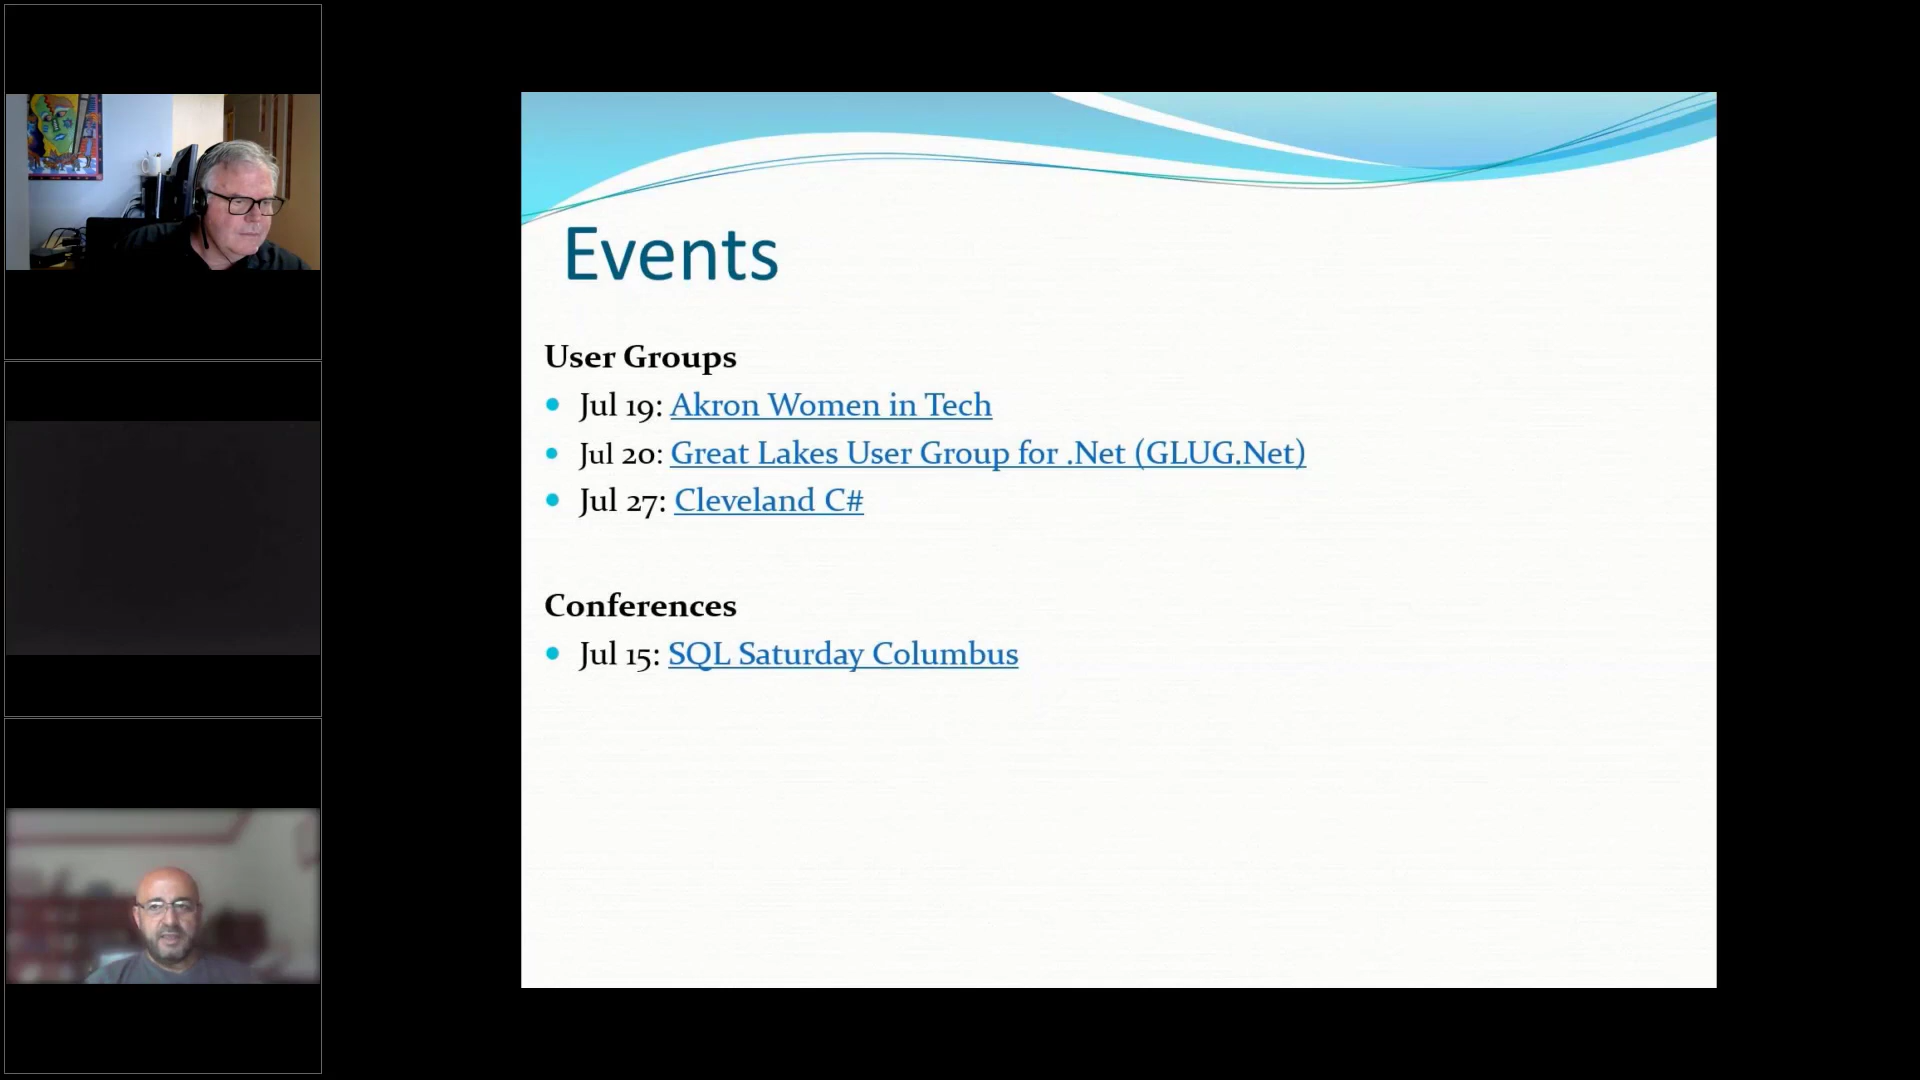 Events
User Groups
Jul 19: Akron Women in Tech
Jul 20: Great Lakes User Group for .Net (GLUG.Net)
Jul 27: Cleveland C#
Conferences
Jul 15: SQL Saturday Columbus